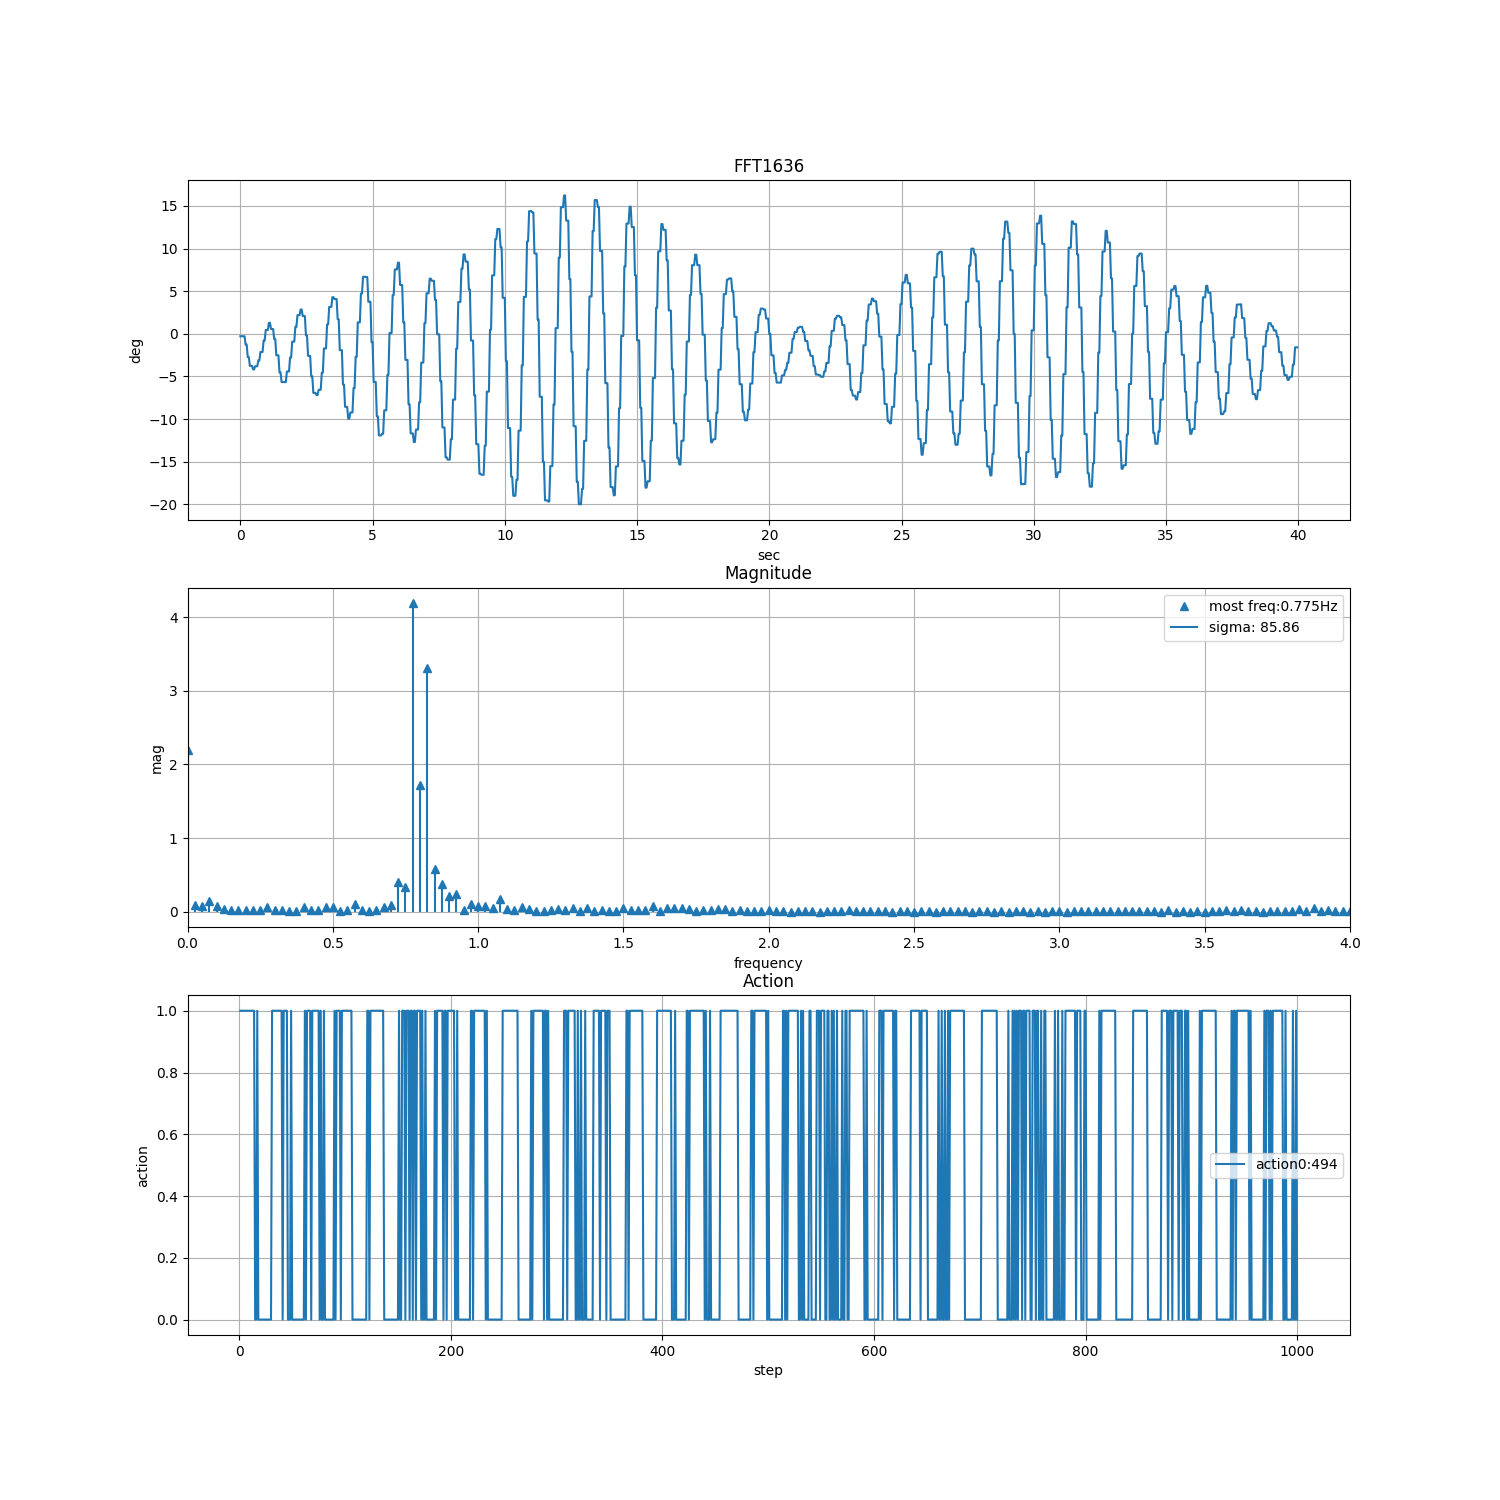 FFT1636
15
10
5
0
−5
−10
−15
−20
deg
0 5 10 15 20 25 30 35 40
sec
Magnitude
most freq:0.775Hz
sigma: 85.86
4
3
2
1
0
mag
0.0 0.5 1.0 1.5 2.0 2.5 3.0 3.5 4.0
frequency
Action
1.0
0.8
0.6
0.4
0.2
0.0
action
action0:494
0 200 400 600 800 1000
step